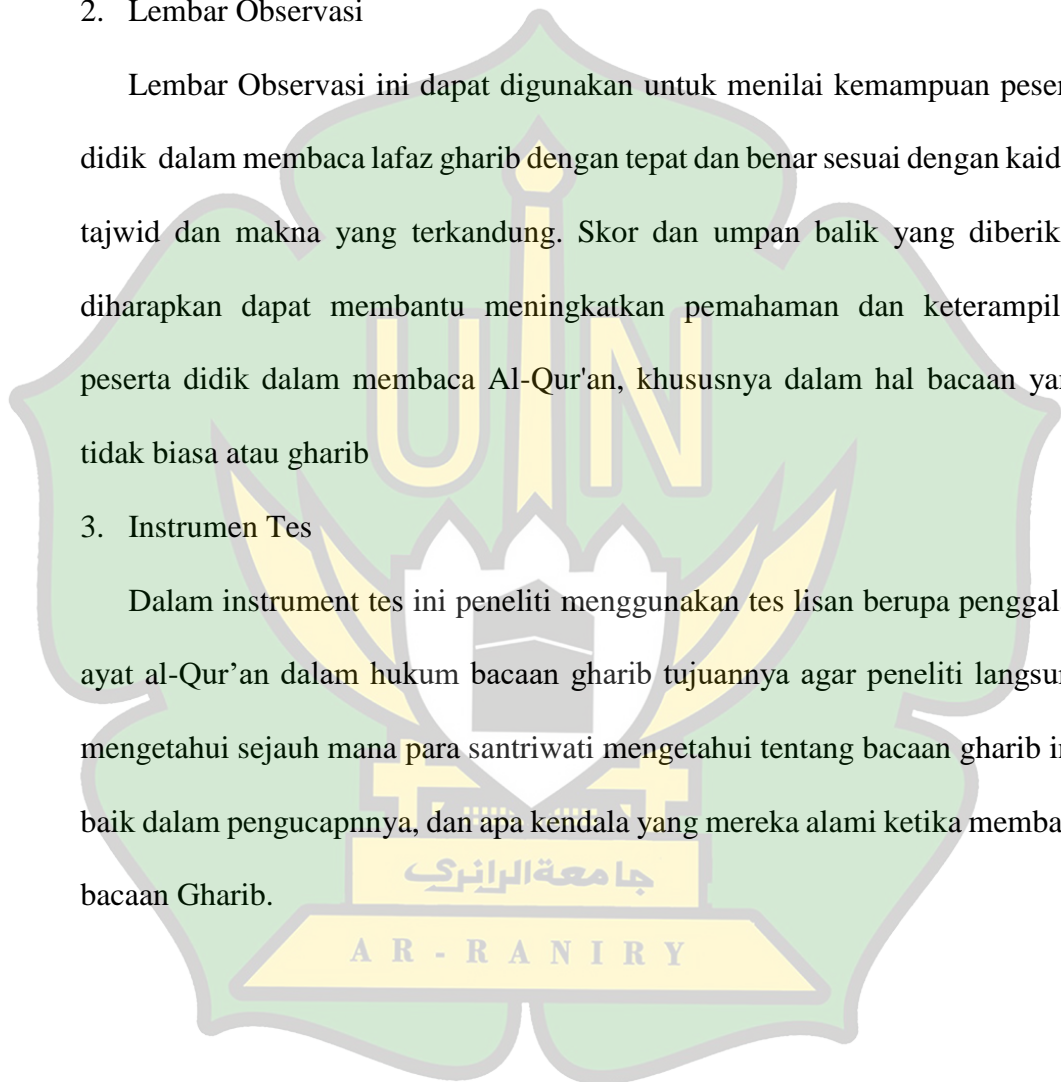 2. Lembar Observasi
Lembar Observasi ini dapat digunakan untuk menilai kemampuan peser
didik dalam membaca lafaz gharib dengan tepat dan benar sesuai dengan kaid
tajwid dan makna yang terkandung. Skor dan umpan balik yang diberik
diharapkan dapat membantu meningkatkan pemahaman dan keterampil
peserta didik dalam membaca Al-Qur'an, khususnya dalam hal bacaan yan
tidak biasa atau gharib
3. Instrumen Tes
Dalam instrument tes ini peneliti menggunakan tes lisan berupa penggal
ayat al-Qur’an dalam hukum bacaan gharib tujuannya agar peneliti langsun
mengetahui sejauh mana para santriwati mengetahui tentang bacaan gharib in
baik dalam pengucapnnya, dan apa kendala yang mereka alami ketika memba
bacaan Gharib.
UIN
جامعة الرانري
AR-RANIRY